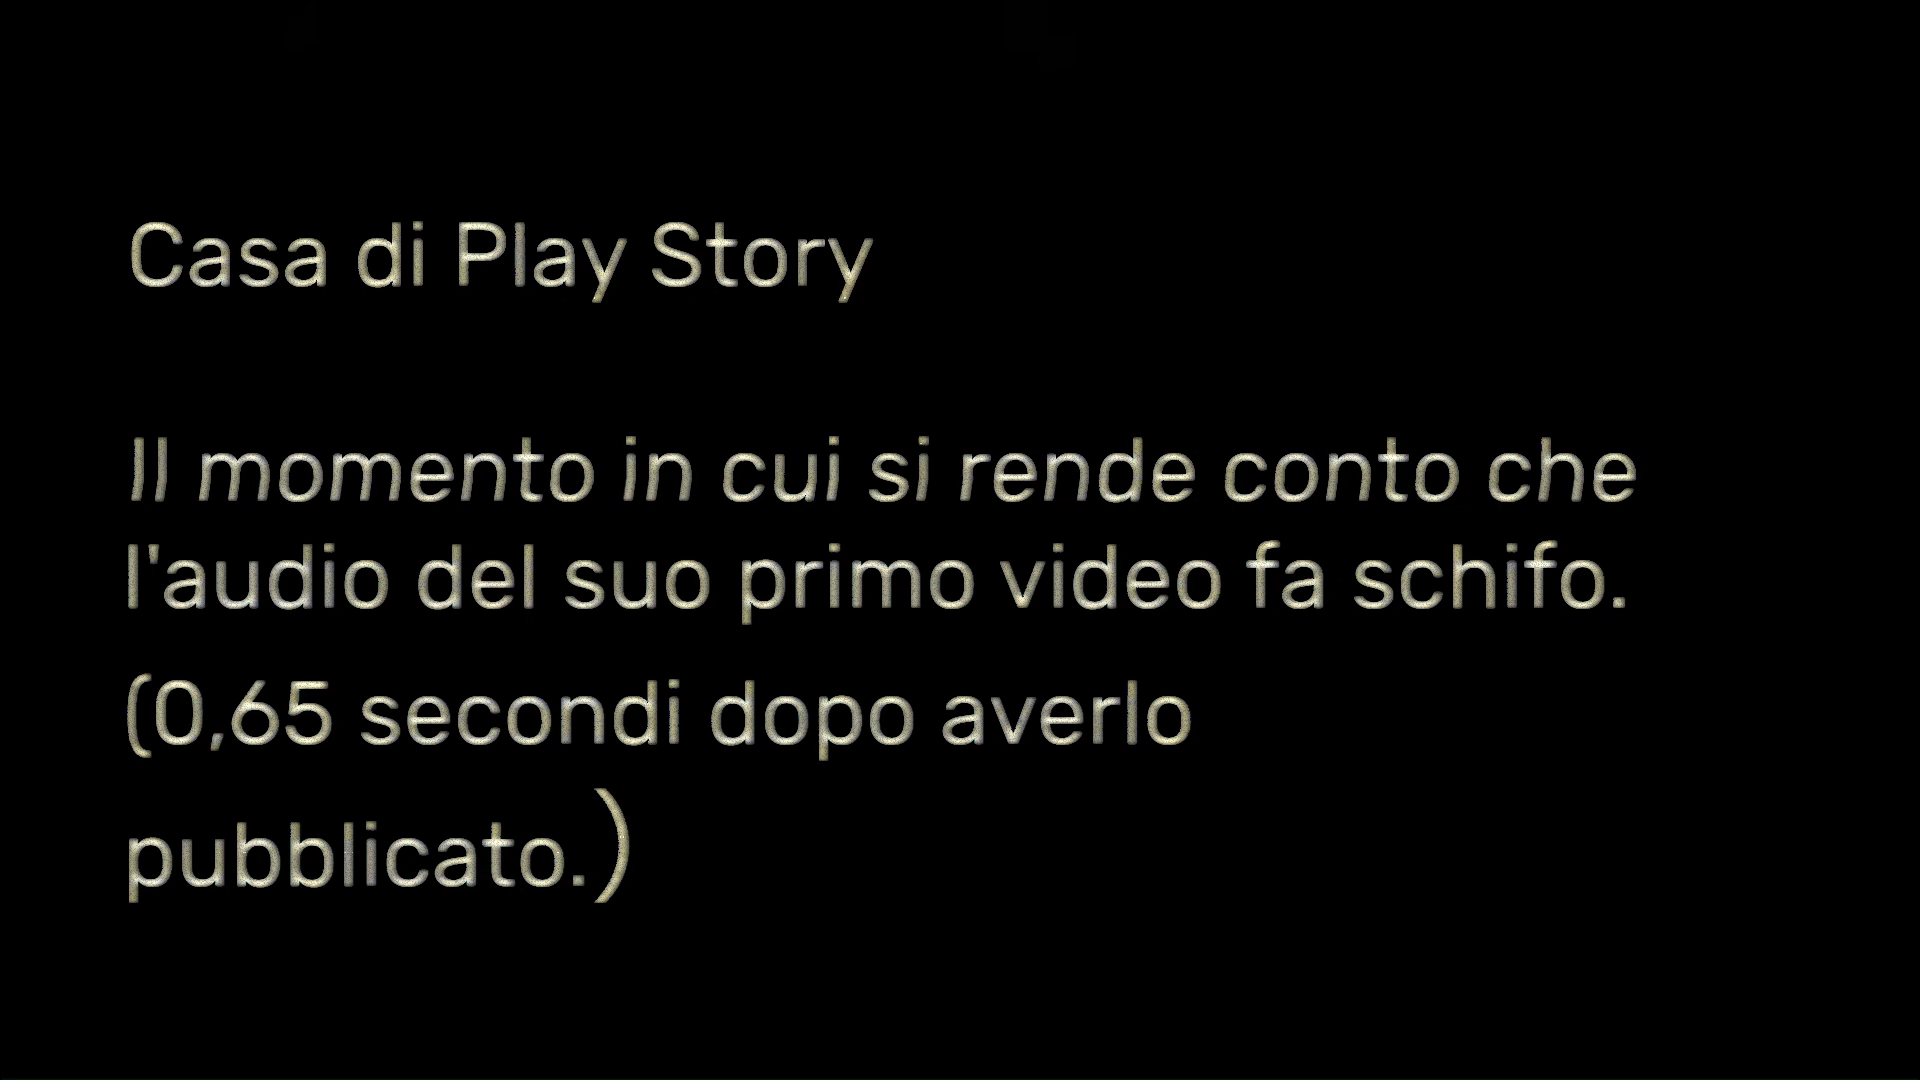 Casa di Play Story
Il momento in cui si rende conto che
l'audio del suo primo video fa schifo.
(0,65 secondi dopo averlo
pubblicato.)